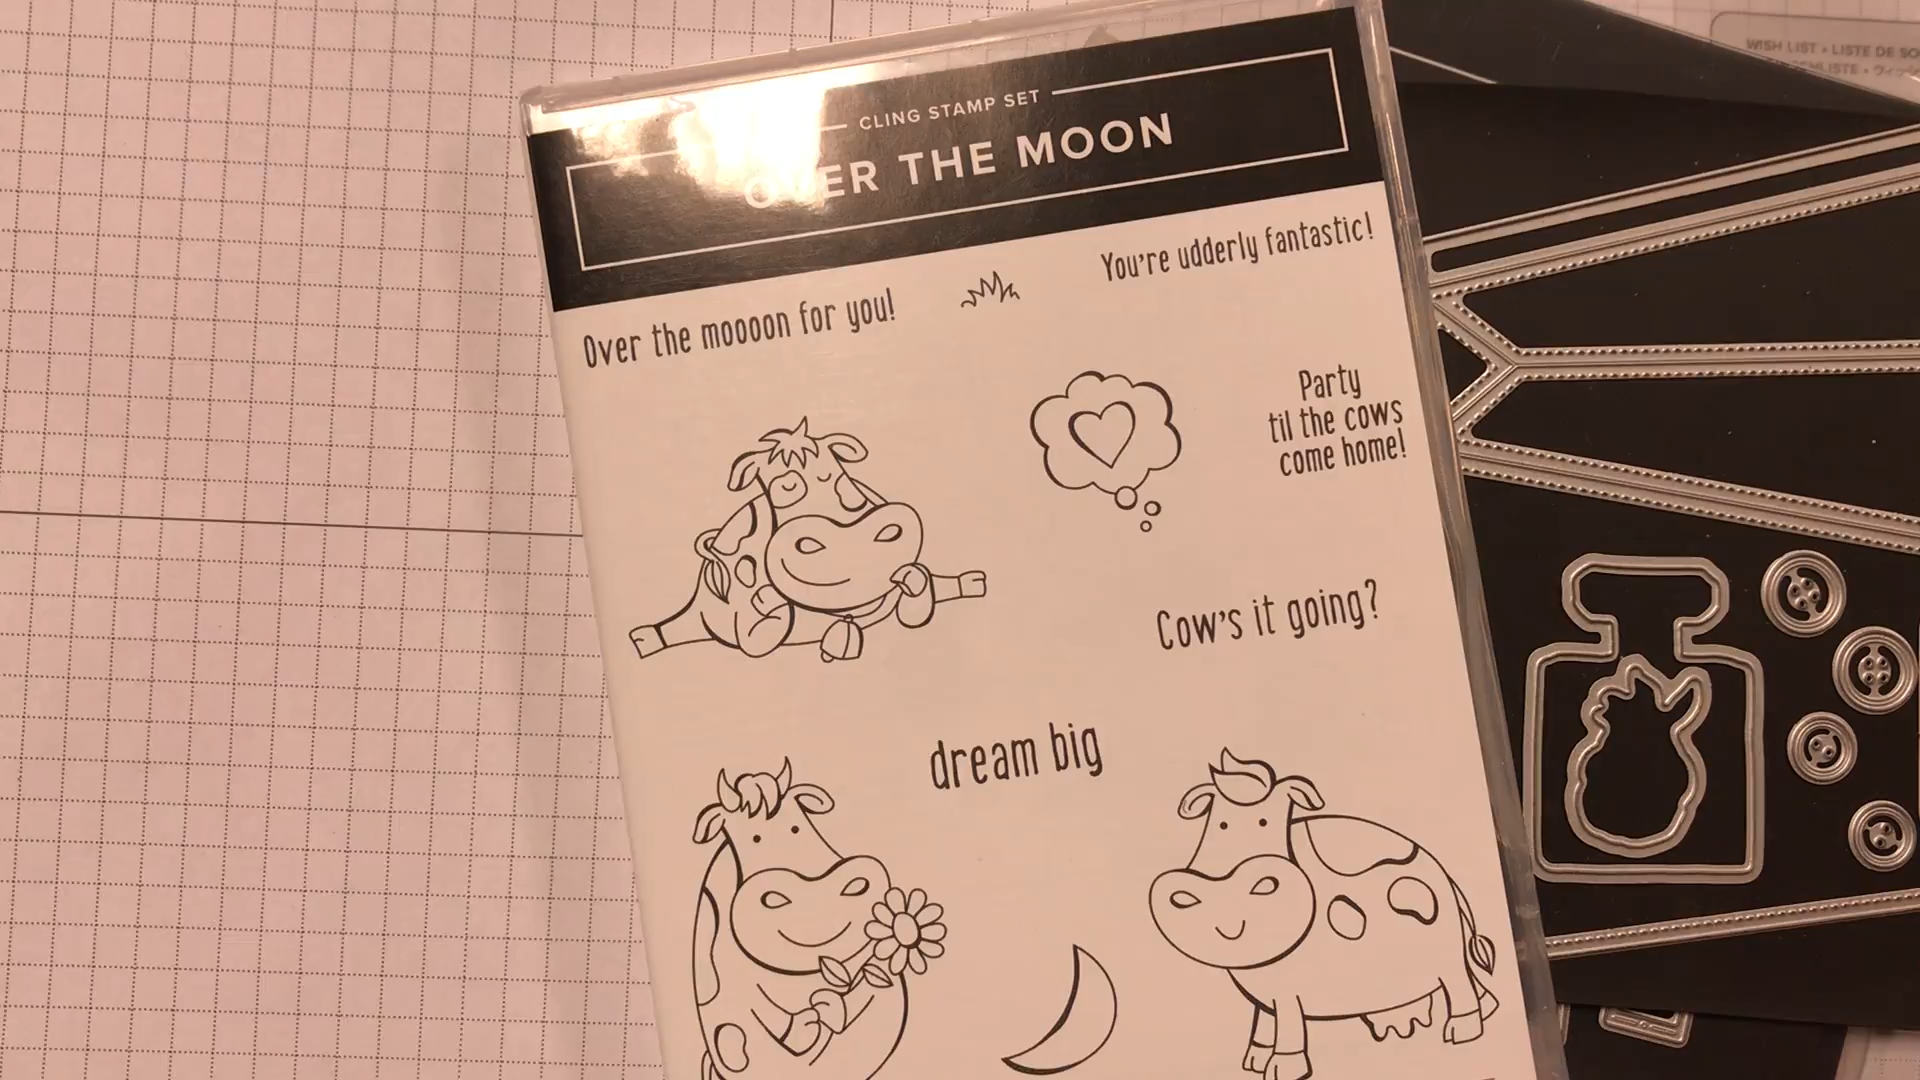 CLING STAMP SET
OVER THE MOON
You're udderly fantastic!
Over the moooon for you!
Party
til the cows
come home!
Cow's it going?
dream big
WISH LIST • LISTE DE